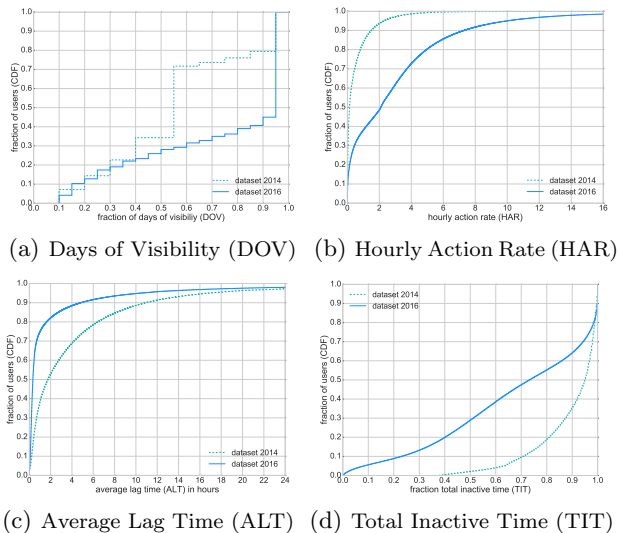 1.0
0.9
0.8
0.7
0.6
0.5
0.4
0.3
0.2
0.1
0.0
fraction of users (CDF)
dataset 2014
dataset 2016
0.0 0.1 0.2 0.3 0.4 0.5 0.6 0.7 0.8 0.9 1.0
fraction of days of visibiliy (DOV)
(a) Days of Visibility (DOV)
1.0
0.9
0.8
0.7
0.6
0.5
0.4
0.3
0.2
0.1
0.0
fraction of users (CDF)
dataset 2014
dataset 2016
0 2 4 6 8 10 12 14 16
hourly action rate (HAR)
(b) Hourly Action Rate (HAR)
1.0
0.9
0.8
0.7
0.6
0.5
0.4
0.3
0.2
0.1
0.0
fraction of users (CDF)
dataset 2014
dataset 2016
0 2 4 6 8 10 12 14 16 18 20 22 24
average lag time (ALT) in hours
(c) Average Lag Time (ALT)
1.0
0.9
0.8
0.7
0.6
0.5
0.4
0.3
0.2
0.1
0.0
fraction of users (CDF)
dataset 2014
dataset 2016
0.0 0.1 0.2 0.3 0.4 0.5 0.6 0.7 0.8 0.9 1.0
fraction total inactive time (TIT)
(d) Total Inactive Time (TIT)